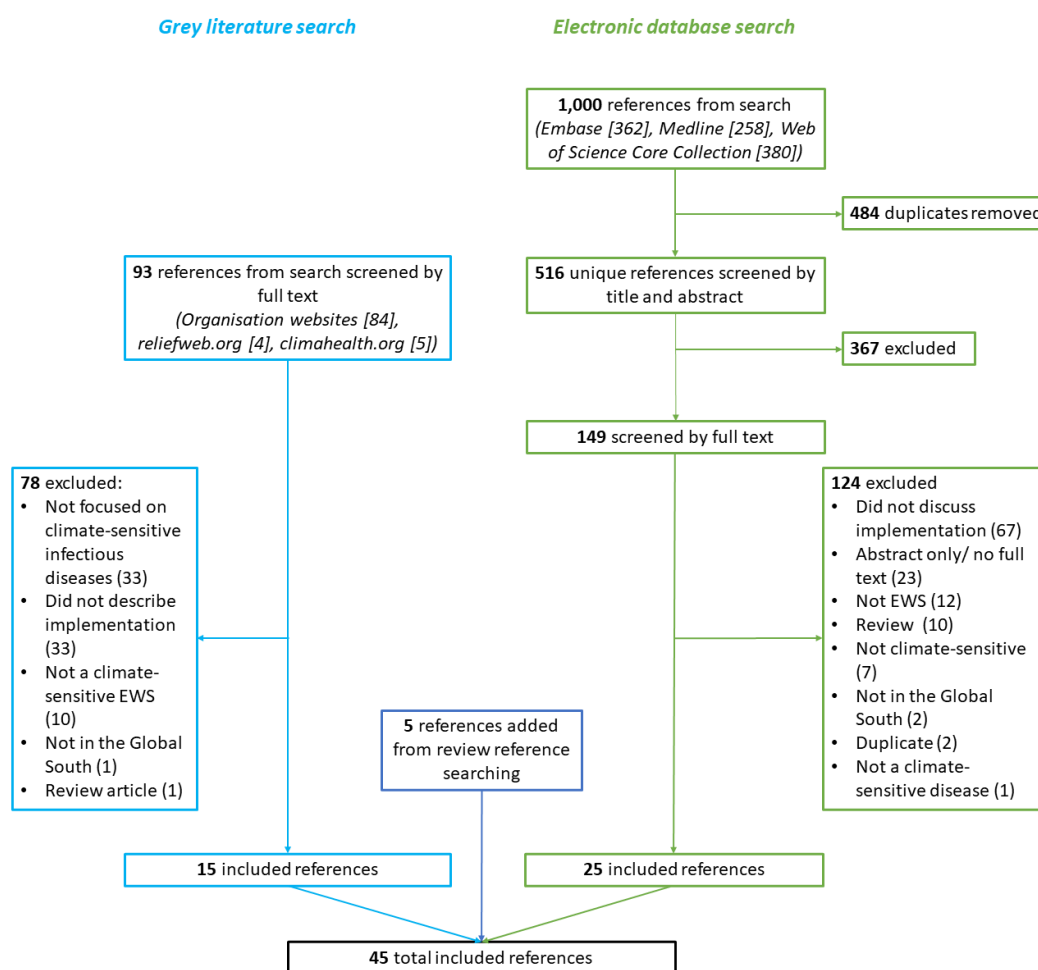 Grey literature search
Electronic database search
1,000 references from search
(Embase [362], Medline [258], Web
of Science Core Collection [380])
484 duplicates removed
93 references from search screened by
full text
(Organisation websites [84],
reliefweb.org [4], climahealth.org [5])
516 unique references screened by
title and abstract
367 excluded
149 screened by full text
78 excluded:
• Not focused on
climate-sensitive
infectious
diseases (33)
• Did not describe
implementation
(33)
• Not a climate-
sensitive EWS
(10)
• Not in the Global
South (1)
• Review article (1)
124 excluded
• Did not discuss
implementation (67)
• Abstract only/ no full
text (23)
• Not EWS (12)
• Review (10)
• Not climate-sensitive
(7)
• Not in the Global
South (2)
• Duplicate (2)
• Not a climate-
sensitive disease (1)
5 references added
from review reference
searching
15 included references
25 included references
45 total included references